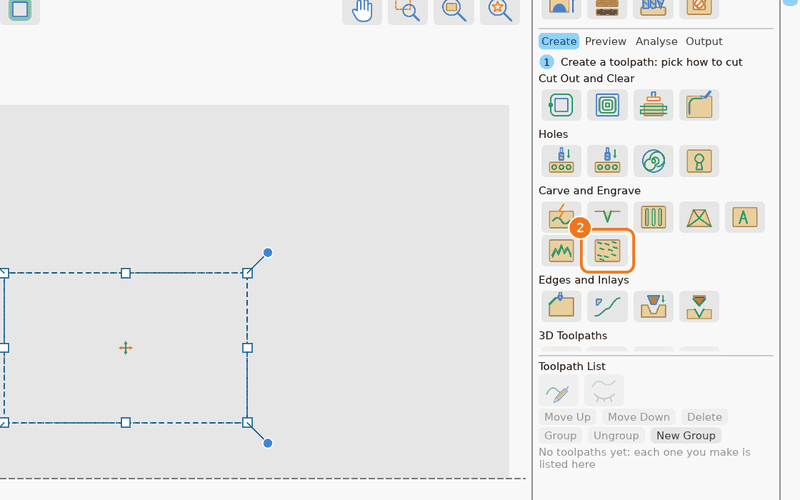 Create Preview Analyse Output
1 Create a toolpath: pick how to cut
Cut Out and Clear
Holes
Carve and Engrave
A
2
Edges and Inlays
3D Toolpaths
Toolpath List
Move Up Move Down Delete
Group Ungroup New Group
No toolpaths yet: each one you make is
listed here